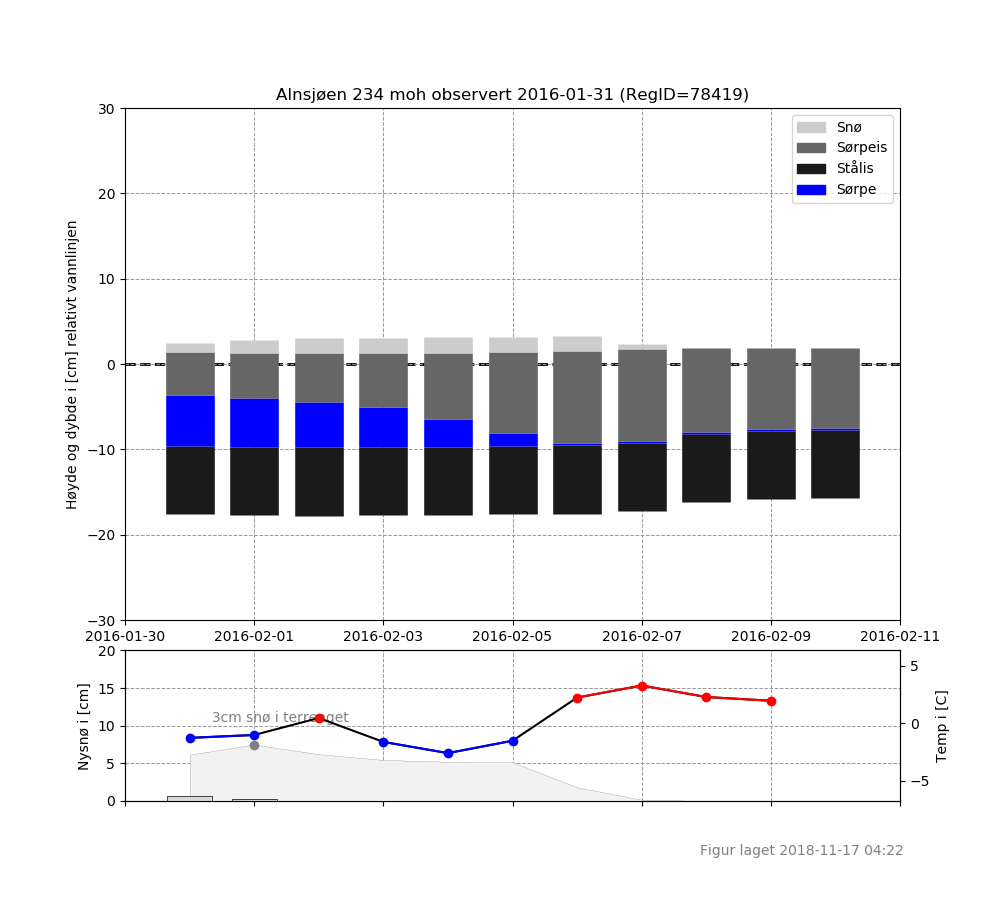 Alnsjøen 234 moh observert 2016-01-31 (RegID=78419)
Høyde og dybde i [cm] relativt vannlinjen
30
20
10
0
−10
−20
−30
Snø
Sørpeis
Stålis
Sørpe
2016-01-30 2016-02-01 2016-02-03 2016-02-05 2016-02-07 2016-02-09 2016-02-11
Nysnø i [cm]
20
15
10
5
0
3cm snø i terrenget
5
0
−5
Temp i [C]
Figur laget 2018-11-17 04:22